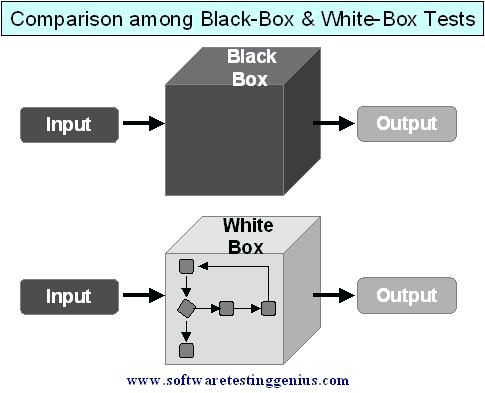 Comparison among Black-Box & White-Box Tests
Black
Box
Input
Output
White
Box
Input
Output
www.softwaretestinggenius.com